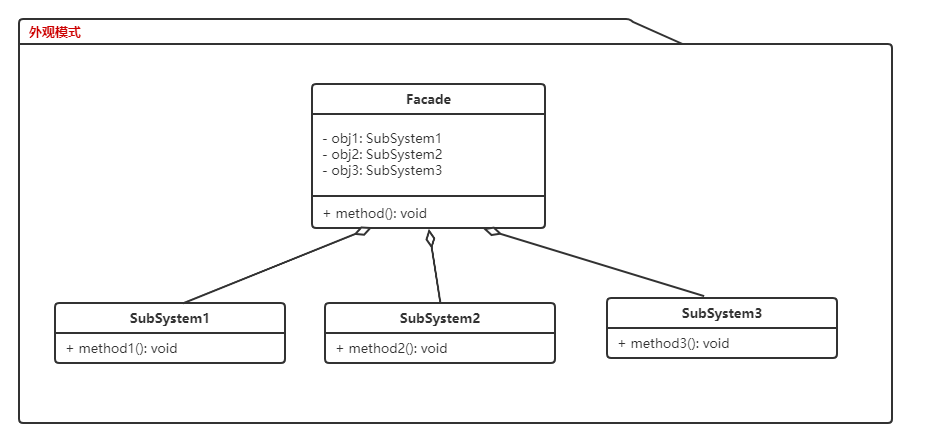 外观模式
Facade
- obj1: SubSystem1
- obj2: SubSystem2
- obj3: SubSystem3
+ method(): void
SubSystem1
+ method1(): void
SubSystem2
+ method2(): void
SubSystem3
+ method3(): void